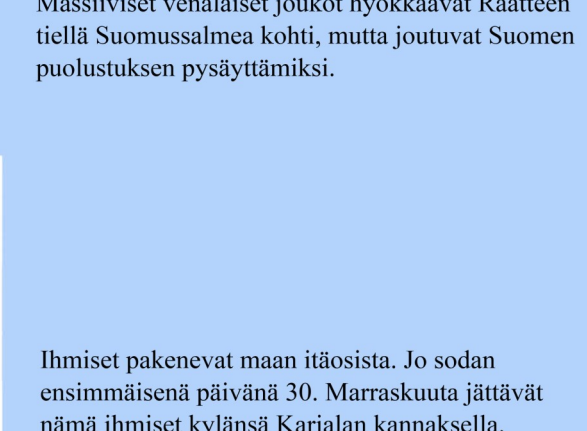 Massiiviset venäläiset joukot hyökkäävät Raatteen
tiellä Suomussalmea kohti, mutta joutuvat Suomen
puolustuksen pysäyttämiksi.
Ihmiset pakenevat maan itäosista. Jo sodan
ensimmäisenä päivänä 30. Marraskuuta jättävät
nämä ihmiset kylänsä Karjalan kannaksella.